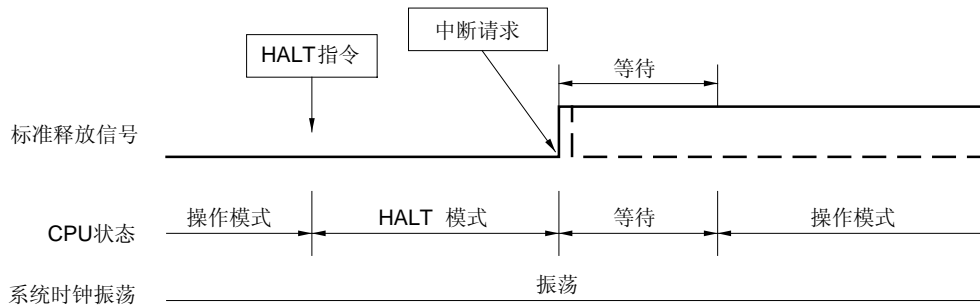 中断请求
HALT指令
等待
标准释放信号
操作模式
HALT 模式
等待
操作模式
CPU状态
振荡
系统时钟振荡